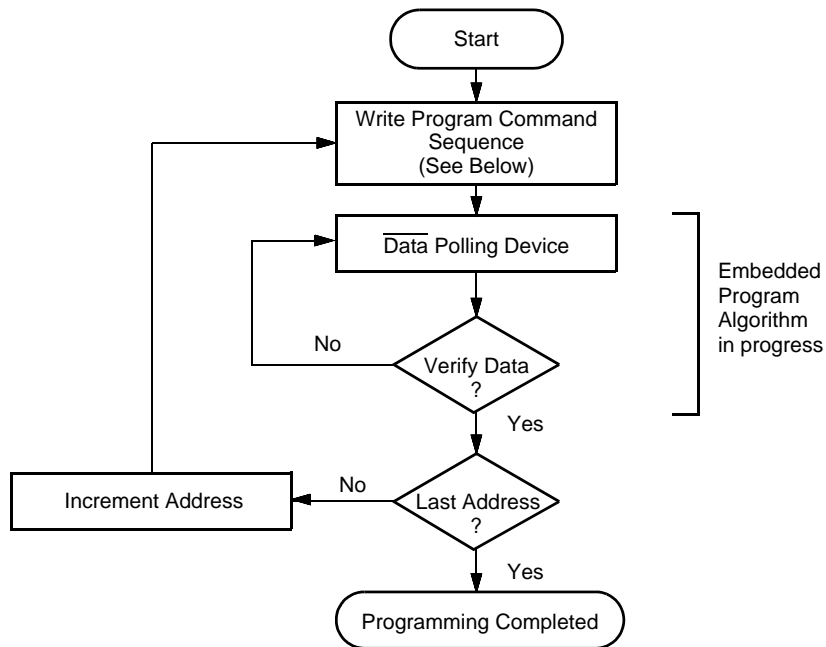 Start
Write Program Command
Sequence
(See Below)
Data Polling Device
Embedded
Program
Algorithm
in progress
No
Verify Data
?
Yes
Increment Address
No
Last Address
?
Yes
Programming Completed